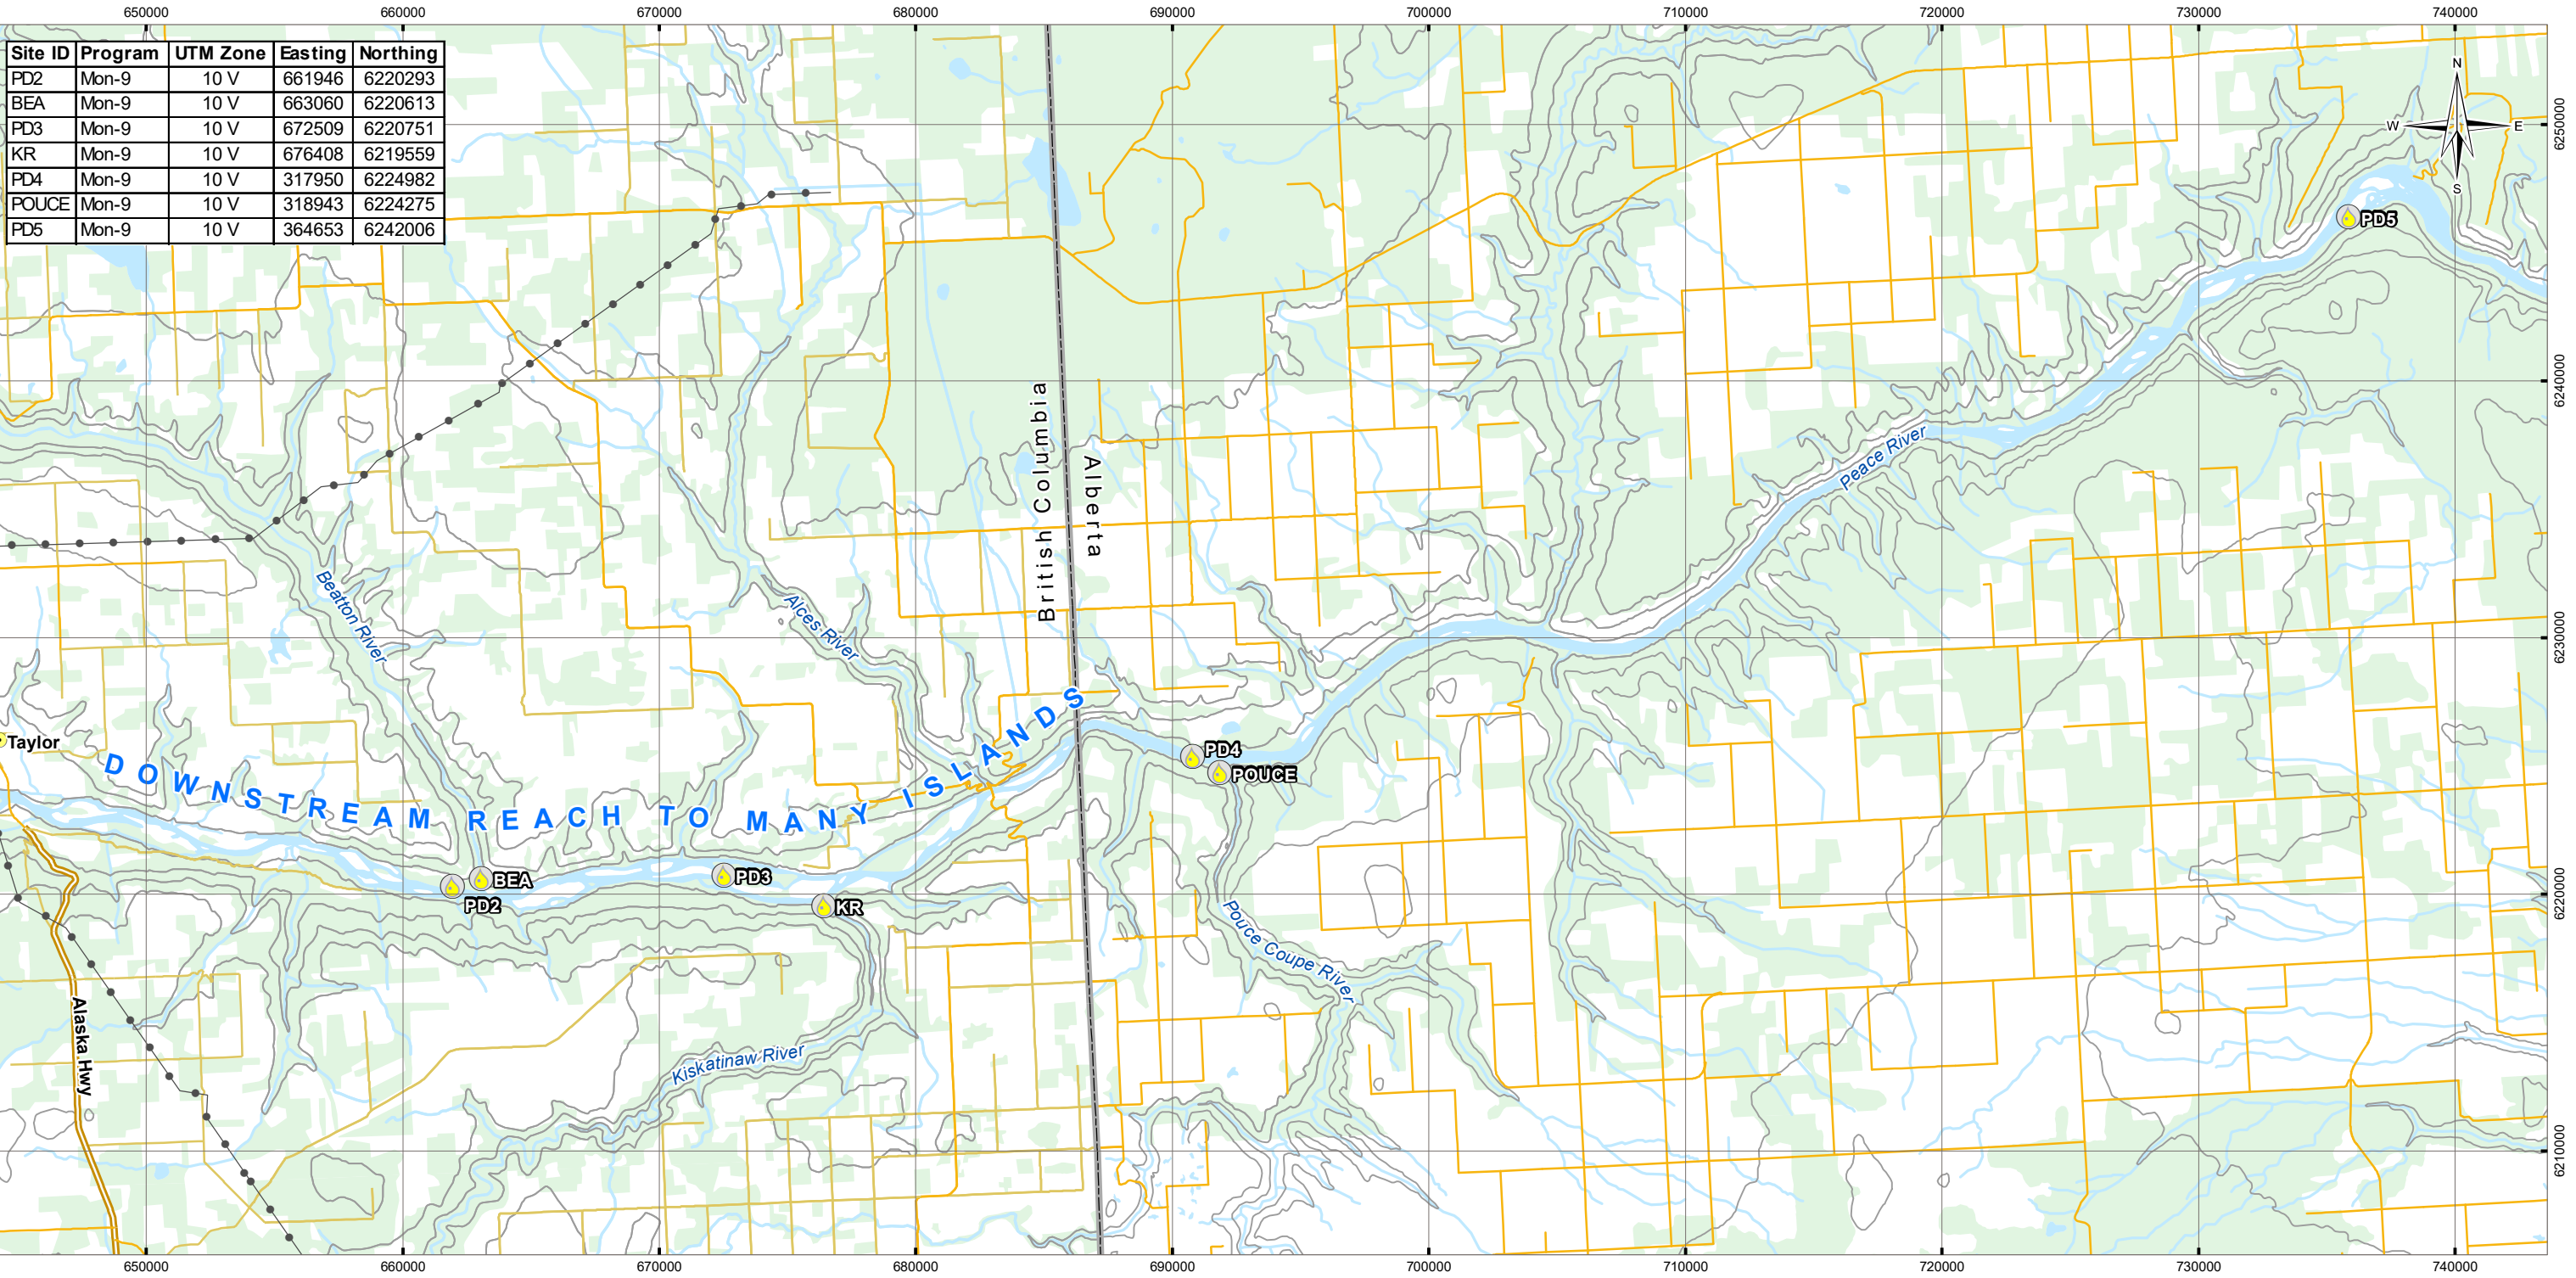 650000 660000 670000 680000 690000 700000 710000 720000 730000 740000
Site ID Program UTM Zone Easting Northing
PD2 Mon-9 10 V 661946 6220293
BEA Mon-9 10 V 663060 6220613
PD3 Mon-9 10 V 672509 6220751
KR Mon-9 10 V 676408 6219559
PD4 Mon-9 10 V 317950 6224982
POUCE Mon-9 10 V 318943 6224275
PD5 Mon-9 10 V 364653 6242006
N
W E
S
6250000
PD5
6240000
British Columbia
Alberta
Peace River
Beatton River
Alces River
6230000
Taylor
DOWNSTREAM REACH TO MANY ISLANDS
PD4
POUCE
BEA
PD3
PD2
KR
6220000
Pouce Coupe River
Alaska Hwy
Kiskatinaw River
6210000
650000 660000 670000 680000 690000 700000 710000 720000 730000 740000